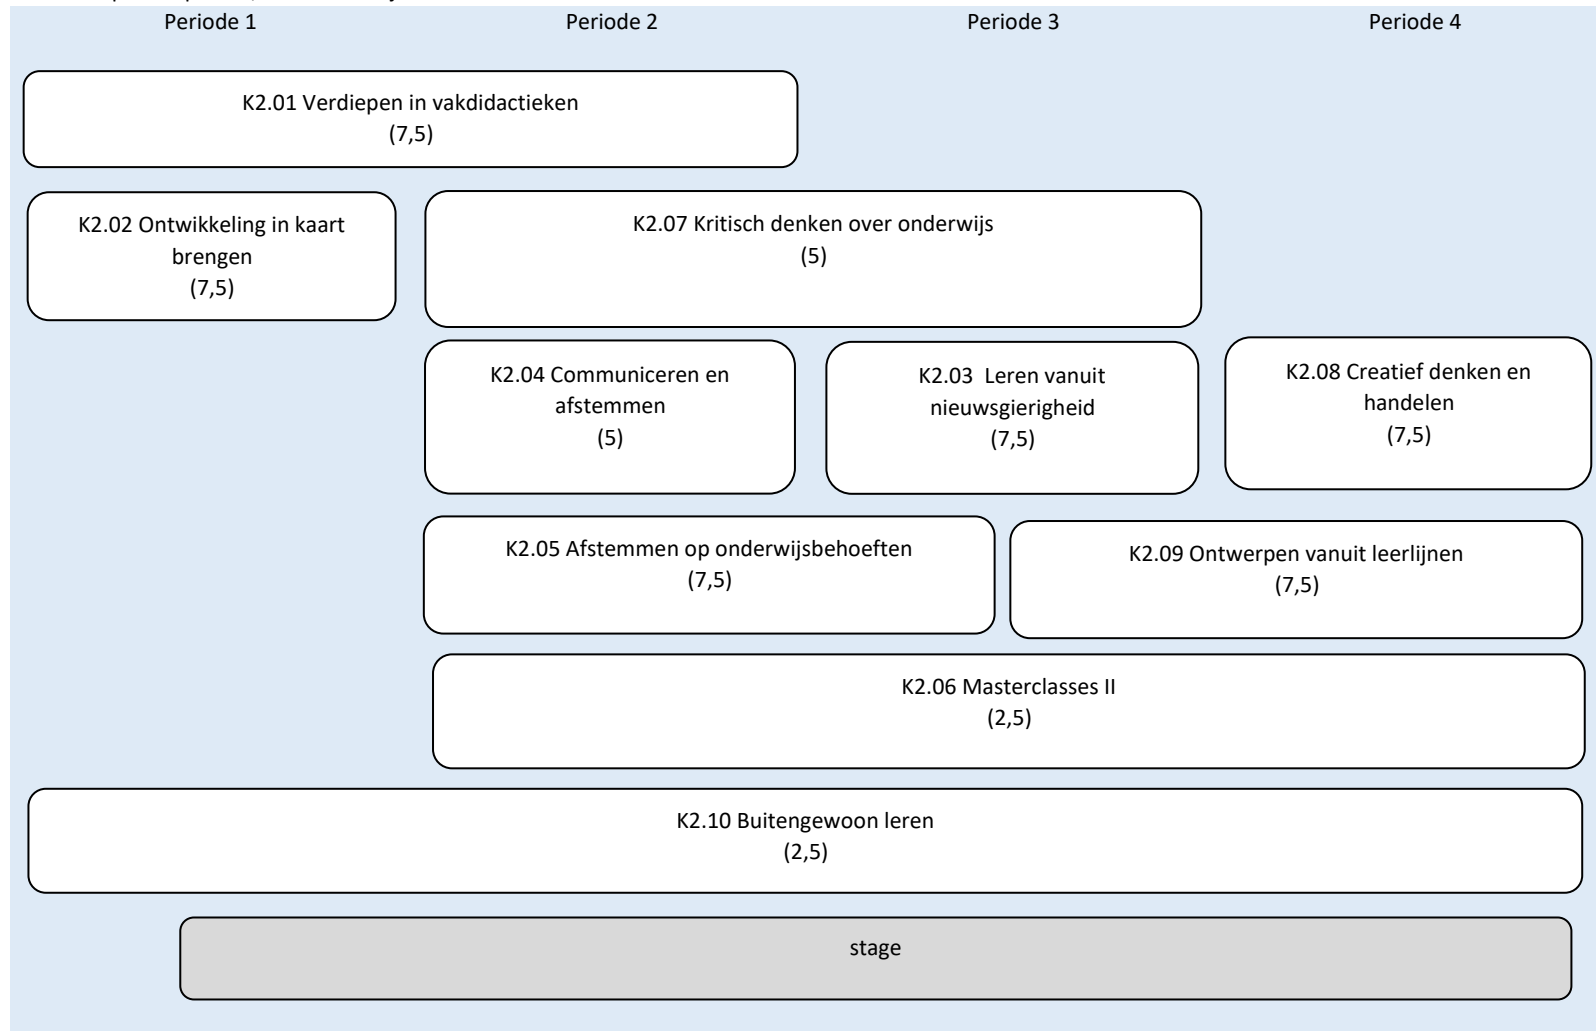 Periode 1 Periode 2 Periode 3 Periode 4
K2.01 Verdiepen in vakdidactieken
(7,5)
K2.02 Ontwikkeling in kaart
brengen
(7,5)
K2.07 Kritisch denken over onderwijs
(5)
K2.04 Communiceren en
afstemmen
(5)
K2.03 Leren vanuit
nieuwsgierigheid
(7,5)
K2.08 Creatief denken en
handelen
(7,5)
K2.05 Afstemmen op onderwijsbehoeften
(7,5)
K2.09 Ontwerpen vanuit leerlijnen
(7,5)
K2.06 Masterclasses II
(2,5)
K2.10 Buitengewoon leren
(2,5)
stage